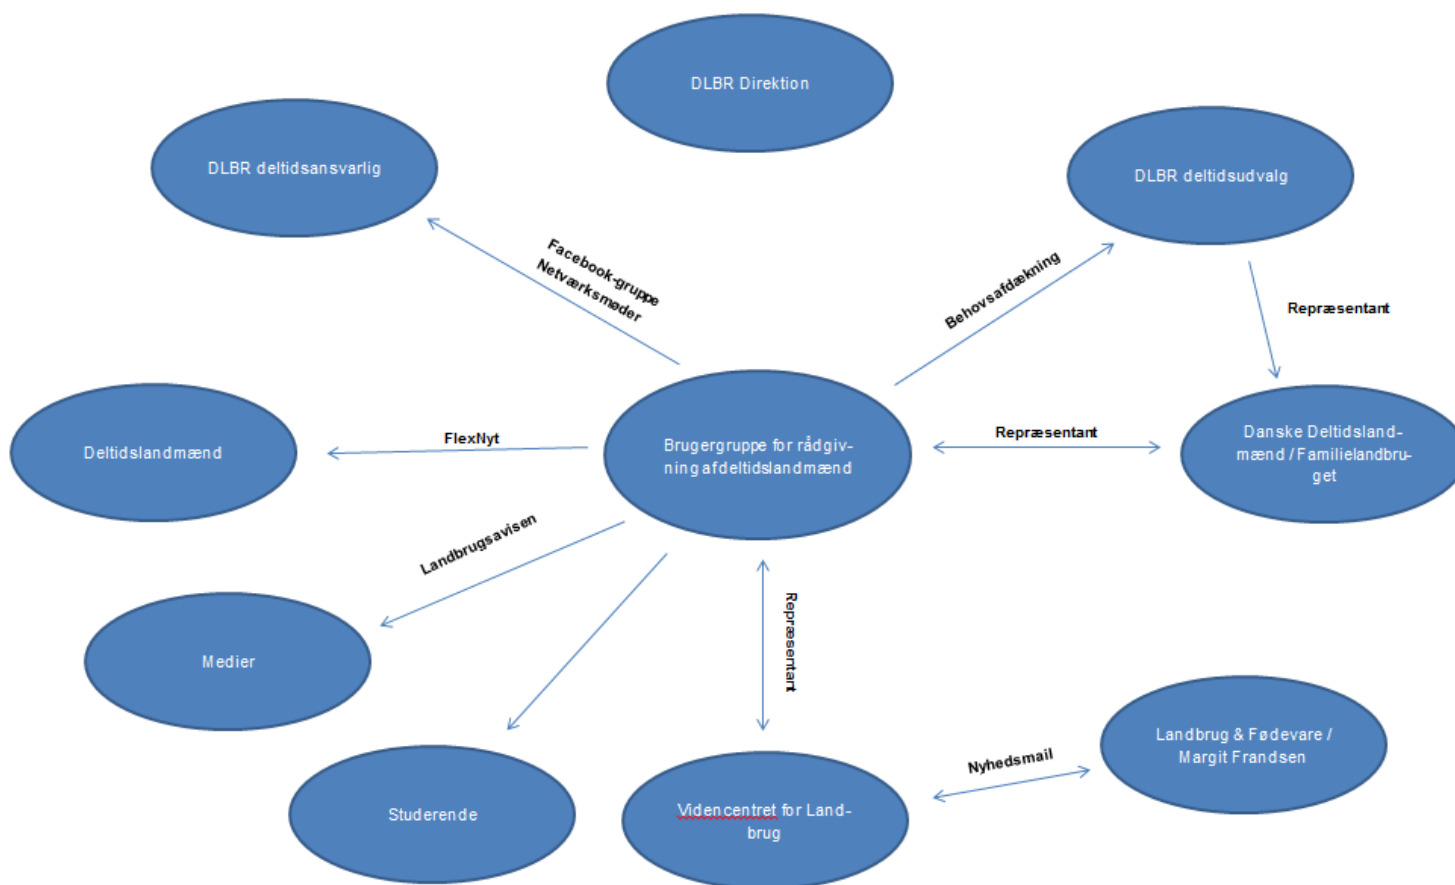 DLBR Direktion
DLBR deltidsansvarlig
DLBR deltidsudvalg
Facebook-gruppe
Netværksmøder
Behovsafdækning
Repræsentant
Deltidslandmænd
FlexNyt
Brugergruppe for rådgiv-
ning af deltidslandmænd
Repræsentant
Danske Deltidsland-
mænd / Familielandbru-
get
Landbrugsavisen
Repræsentant
Medier
Studerende
Videncentret for Land-
brug
Nyhedsmail
Landbrug & Fødevare /
Margit Frandsen